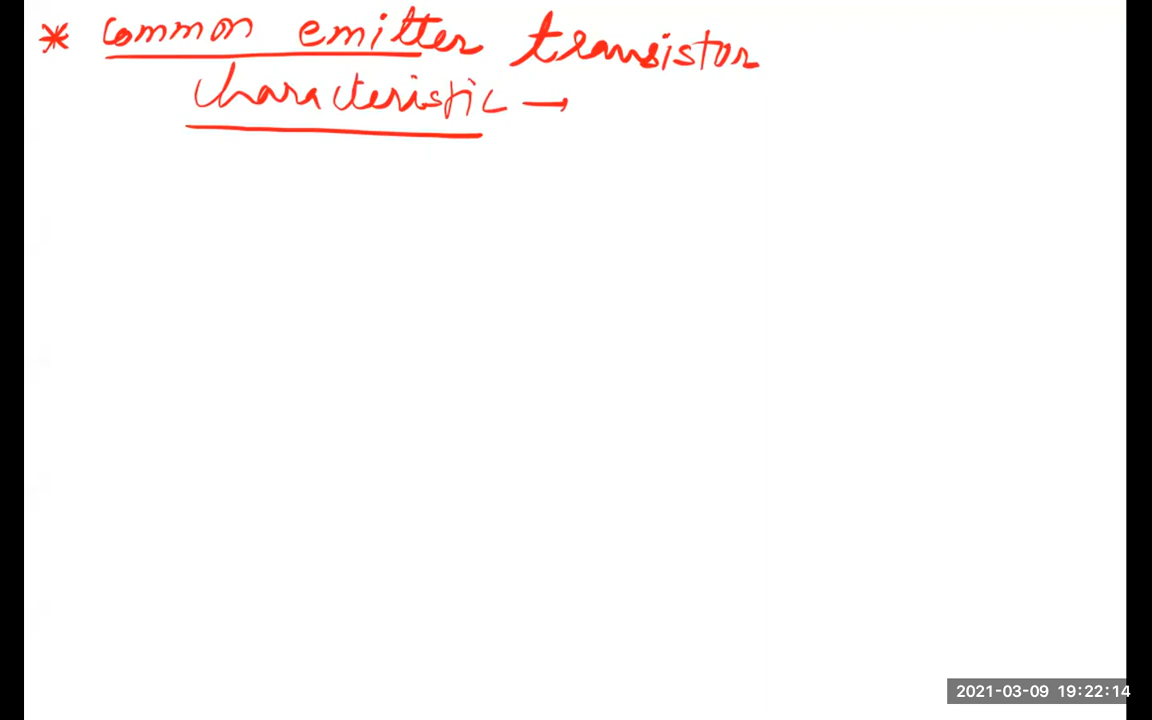 * Common emitter transistor
characteristic →
2021-03-09 19:22:14